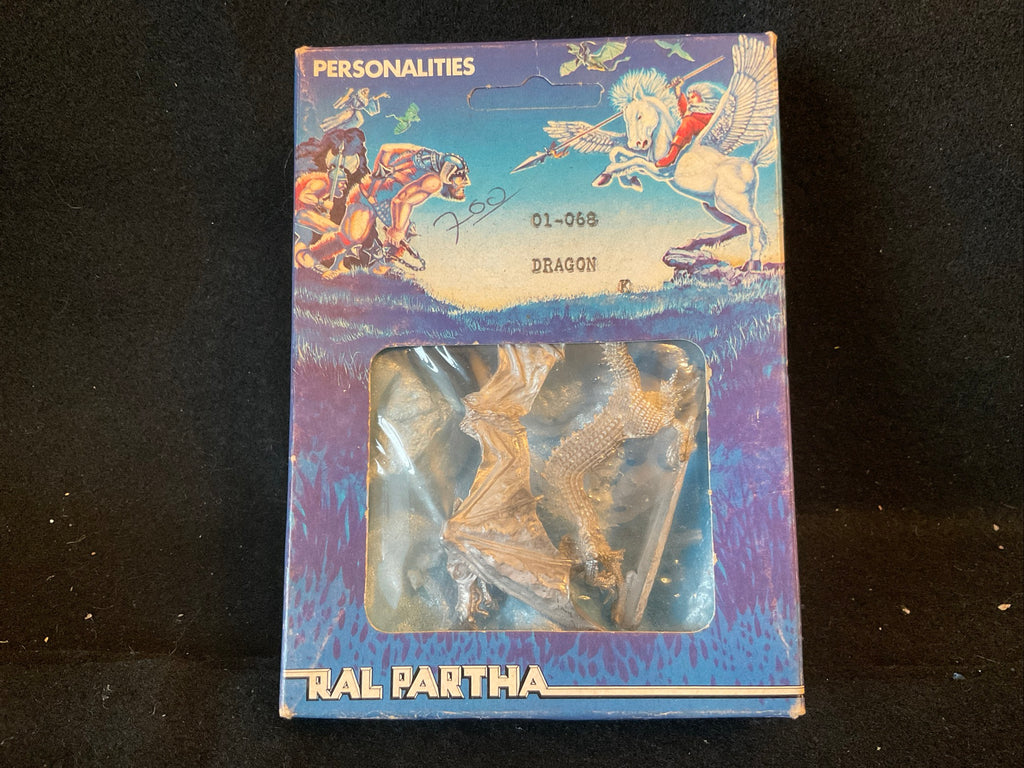 PERSONALITIES
700
01-068
DRAGON
K
RAL PARTHA